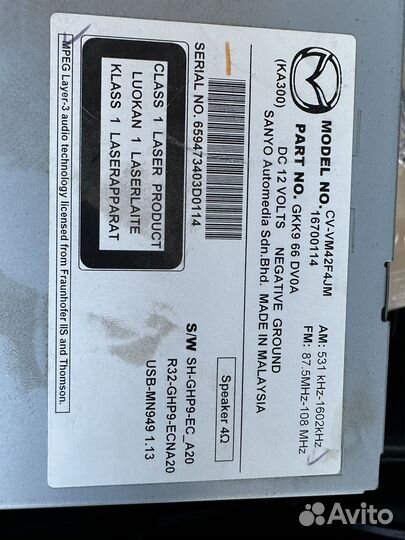 MODEL NO. CV-VM42F4JM
16700114
PART NO. GKK9 66 DV0A
(KA300)
DC 12 VOLTS NEGATIVE GROUND
SANYO Automedia Sdn.Bhd. MADE IN MALAYSIA
AM: 531 kHz-1602kHz
FM: 87.5MHz-108 MHz
Speaker 4Ω
SERIAL NO. 659473403D0114
S/W SH-GHP9-EC_A20
R32-GHP9-ECNA20
USB-MN949 1.13
CLASS 1 LASER PRODUCT
LUOKAN 1 LASERLAITE
KLASS 1 LASERAPPARAT
MPEG Layer-3 audio technology licensed from Fraunhofer IIS and Thomson.
Avito